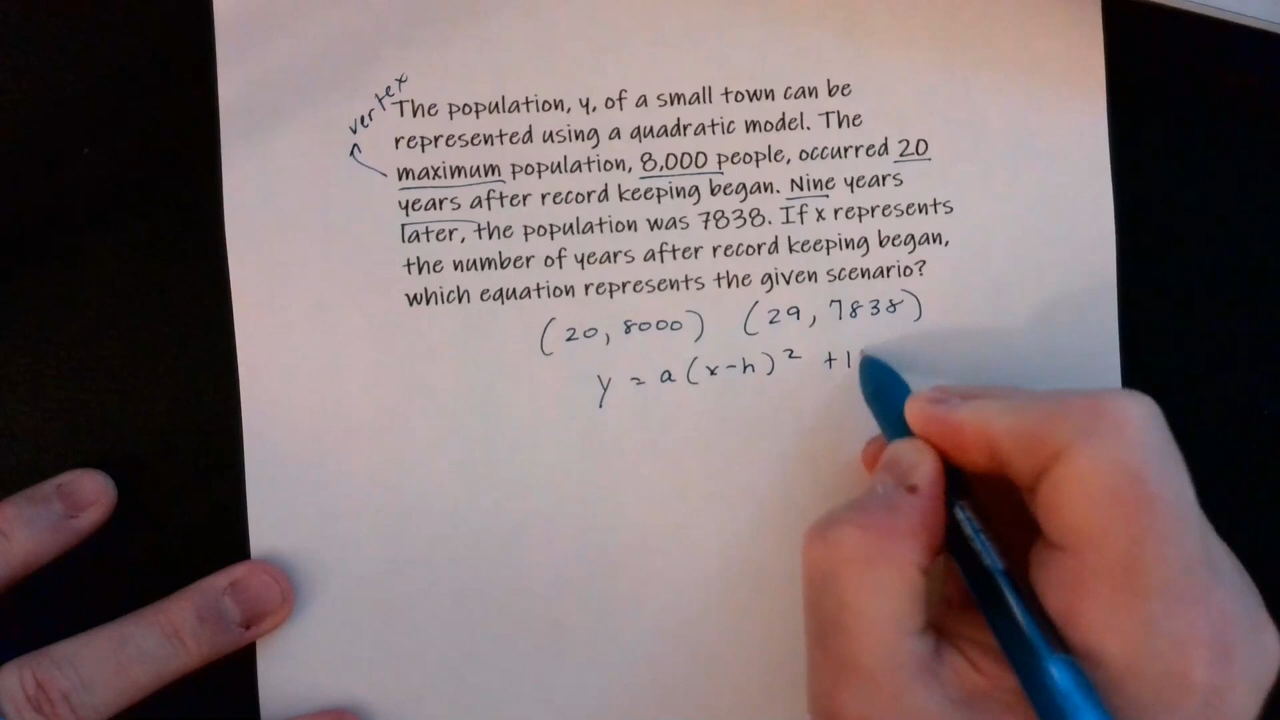 vertex
The population, y, of a small town can be
represented using a quadratic model. The
maximum population, 8,000 people, occurred 20
years after record keeping began. Nine years
later, the population was 7838. If x represents
the number of years after record keeping began,
which equation represents the given scenario?
(20, 8000) (29, 7838)
y = a(x-h)² +